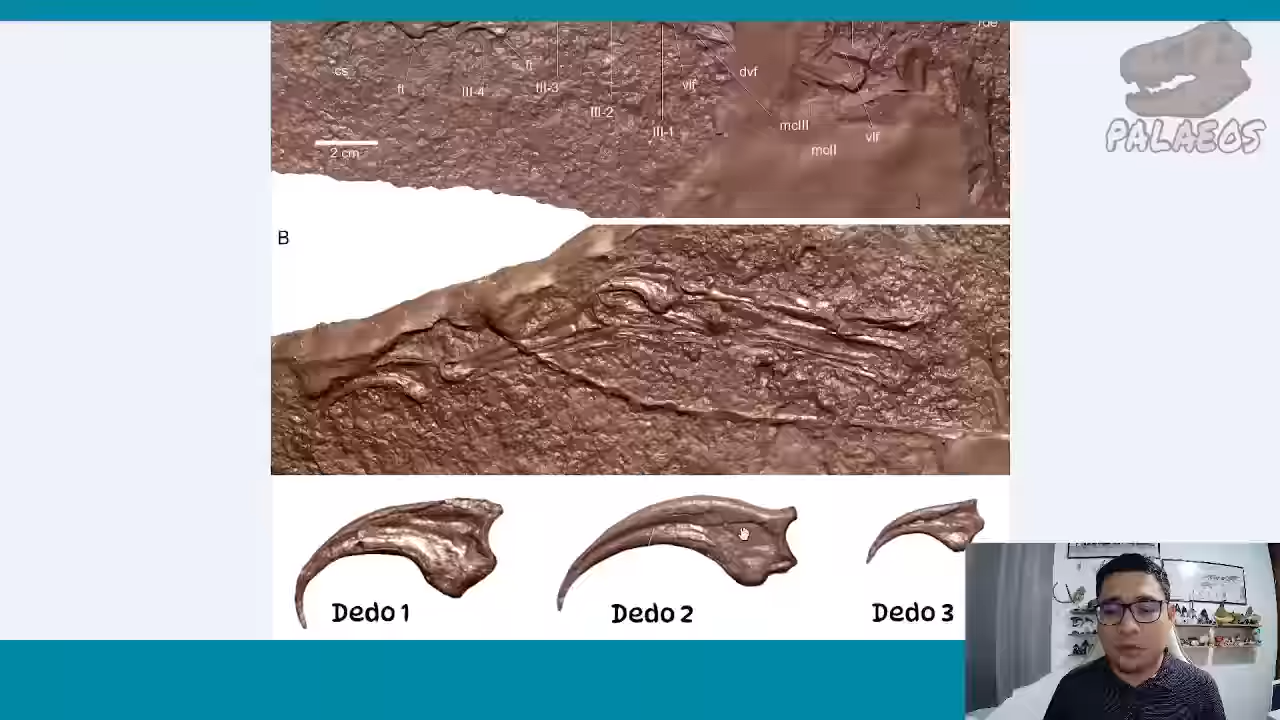 rde
PALAEOS
cs
ft
III-4
ft
III-3
III-2
III-1
vlf
dvf
mcIII
mcII
vlf
2 cm
B
Dedo 1
Dedo 2
Dedo 3